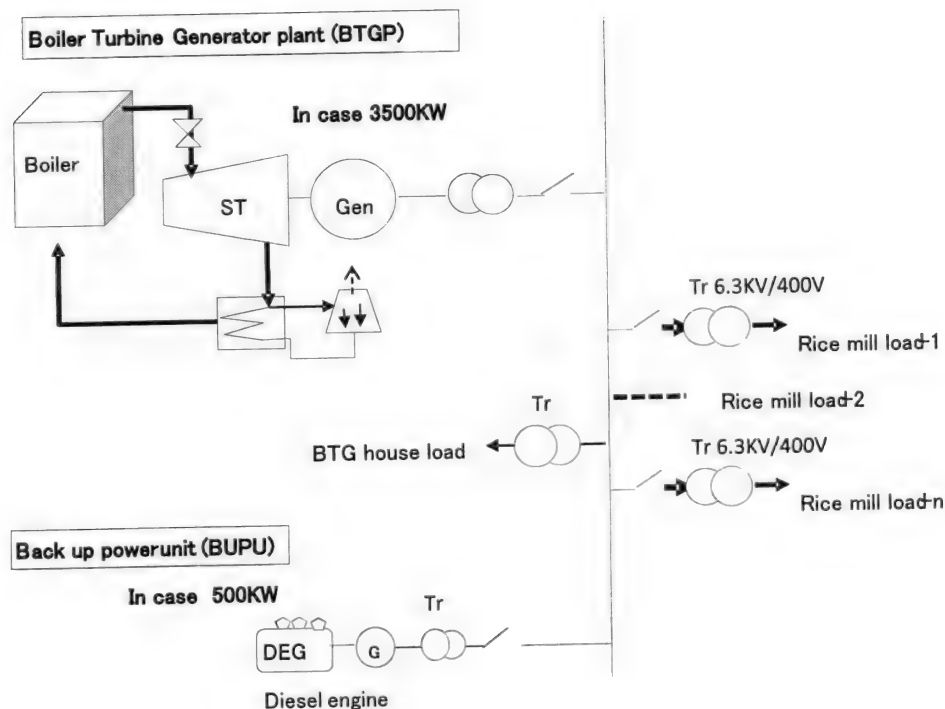 Boiler Turbine Generator plant (BTGP)
In case 3500KW
Boiler
ST
Gen
Tr 6.3KV/400V
Rice mill load-1
Tr
Rice mill load-2
BTG house load
Tr 6.3KV/400V
Rice mill load-n
Back up powerunit (BUPU)
In case 500KW
Tr
DEG
G
Diesel engine